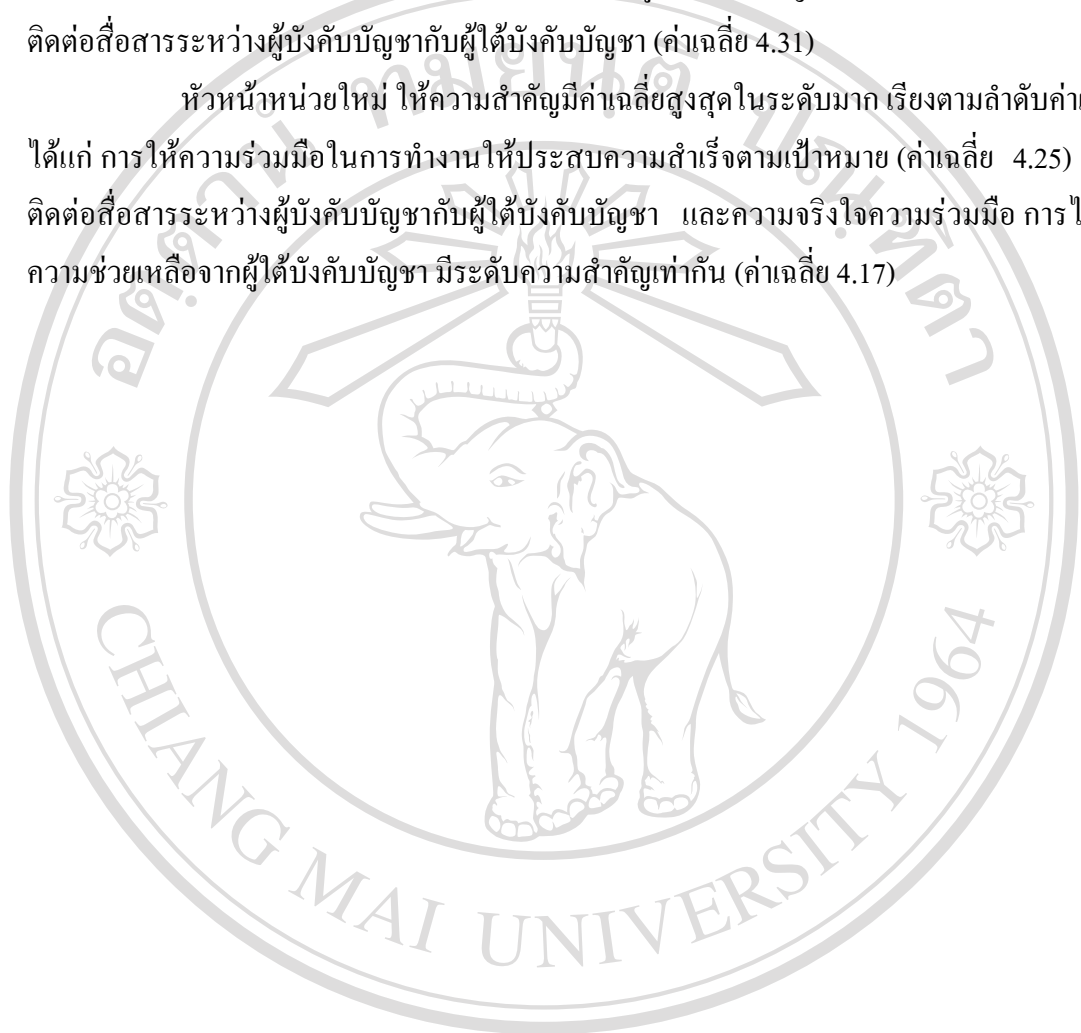 ติดต่อสื่อสารระหว่างผู้บังคับบัญชากับผู้ใต้บังคับบัญชา (ค่าเฉลี่ย 4.31)
หัวหน้าหน่วยใหม่ ให้ความสำคัญมีค่าเฉลี่ยสูงสุดในระดับมาก เรียงตามลำดับ
ได้แก่ การให้ความร่วมมือในการทำงานให้ประสบความสำเร็จตามเป้าหมาย (ค่าเฉลี่ย 4.25)
ติดต่อสื่อสารระหว่างผู้บังคับบัญชากับผู้ใต้บังคับบัญชา และความจริงใจความร่วมมือ การ
ความช่วยเหลือจากผู้ใต้บังคับบัญชา มีระดับความสำคัญเท่ากัน (ค่าเฉลี่ย 4.17)
อตฺตานํ ทมยนฺติ ปณฺฑิตา
CHIANG MAI UNIVERSITY 1964